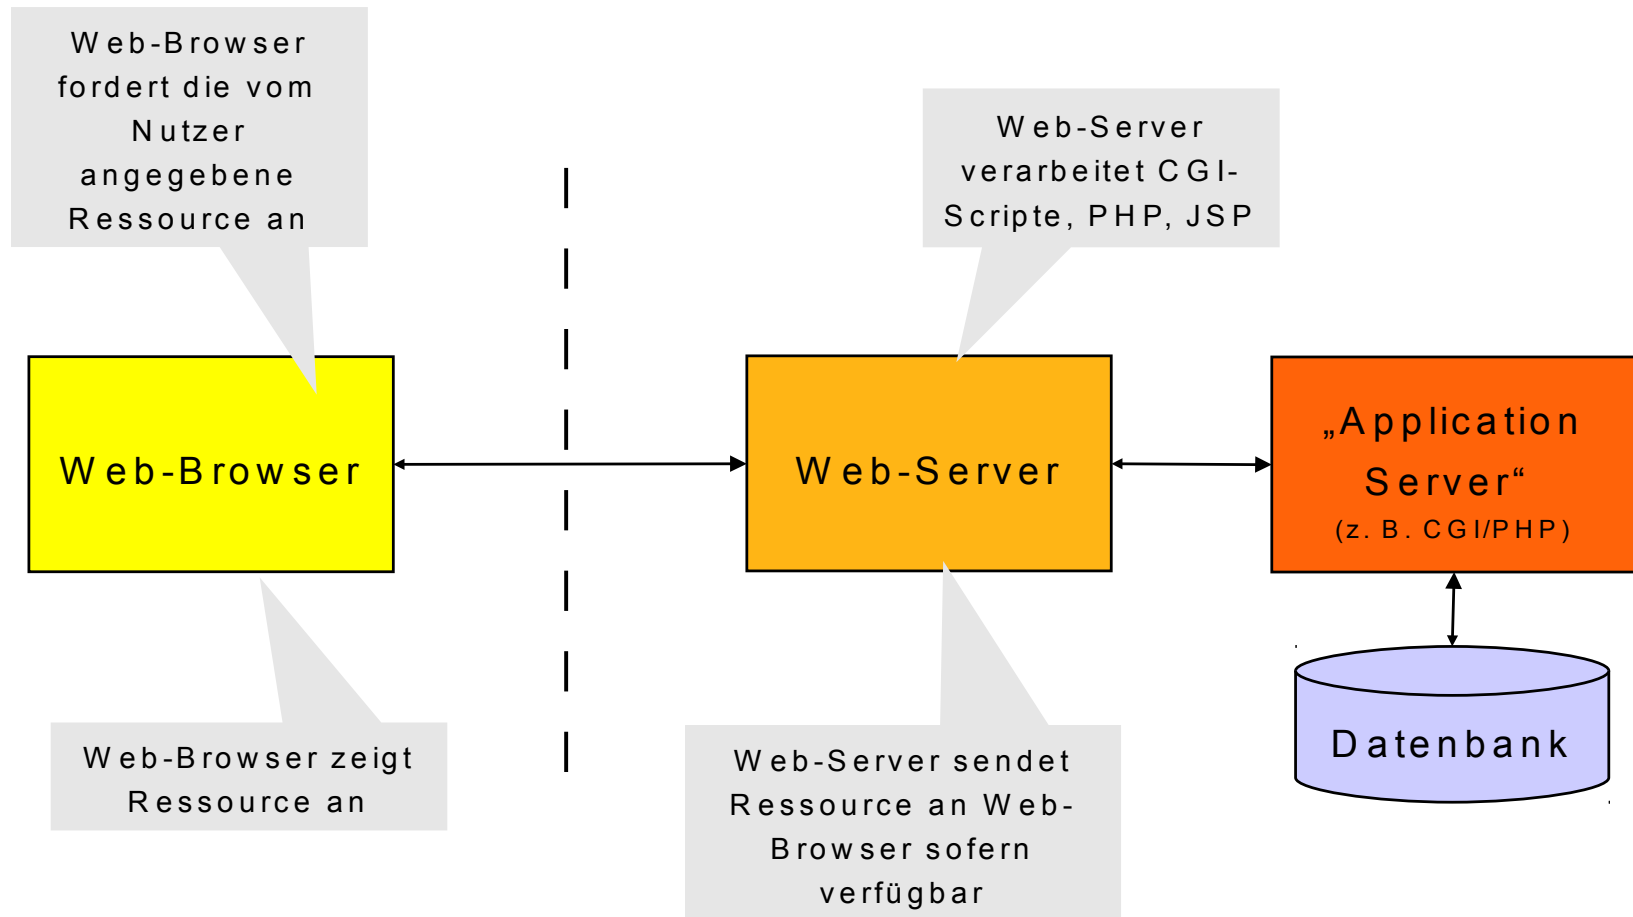 Web-Browser
fordert die vom
Nutzer
angegebene
Ressource an
Web-Server
verarbeitet CGI-
Scripte, PHP, JSP
Web-Browser
Web-Server
„Application
Server“
(z. B. CGI/PHP)
Datenbank
Web-Browser zeigt
Ressource an
Web-Server sendet
Ressource an Web-
Browser sofern
verfügbar